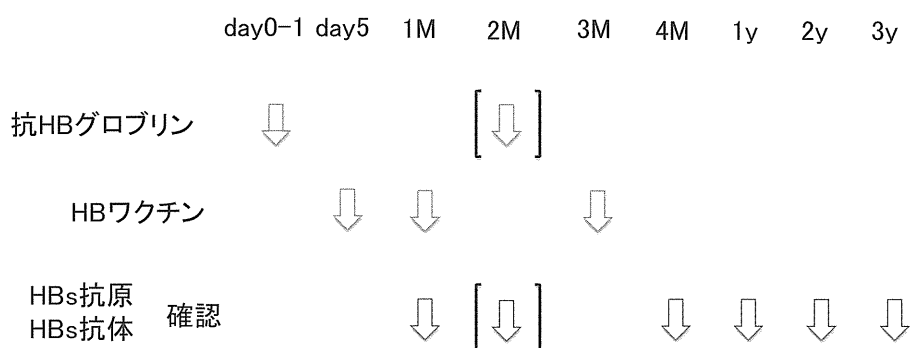 day0-1 day5 1M 2M 3M 4M 1y 2y 3y
抗HBグロブリン
HBワクチン
HBs抗原
HBs抗体 確認